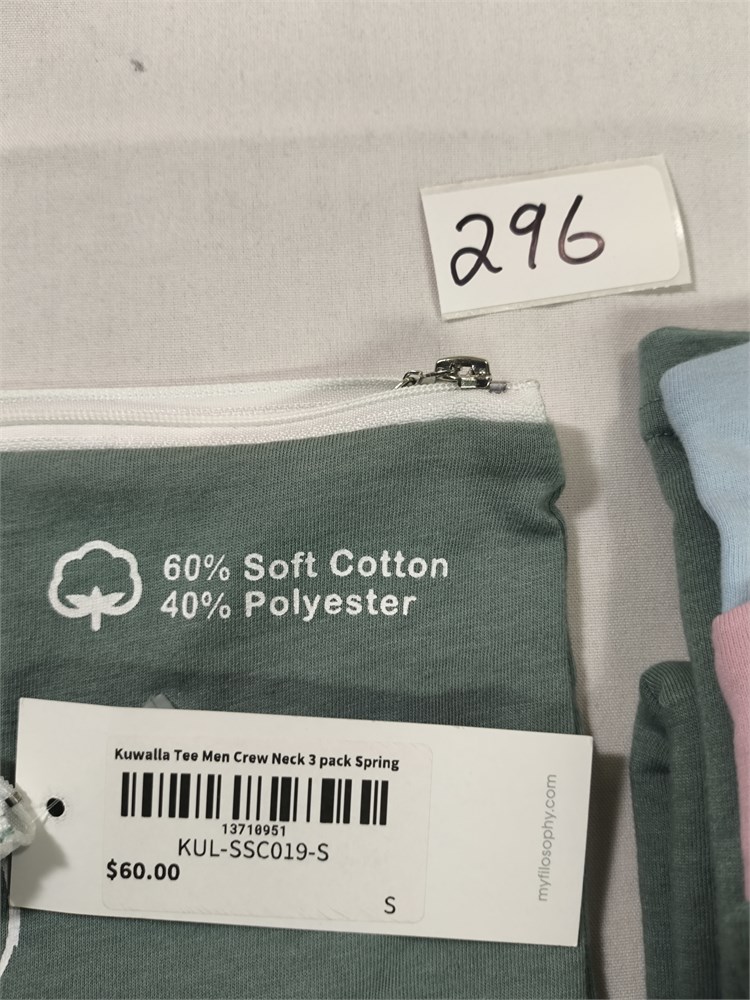 296
60% Soft Cotton
40% Polyester
Kuwalla Tee Men Crew Neck 3 pack Spring
13710951
KUL-SSC019-S
$60.00
S
myfilosophy.com